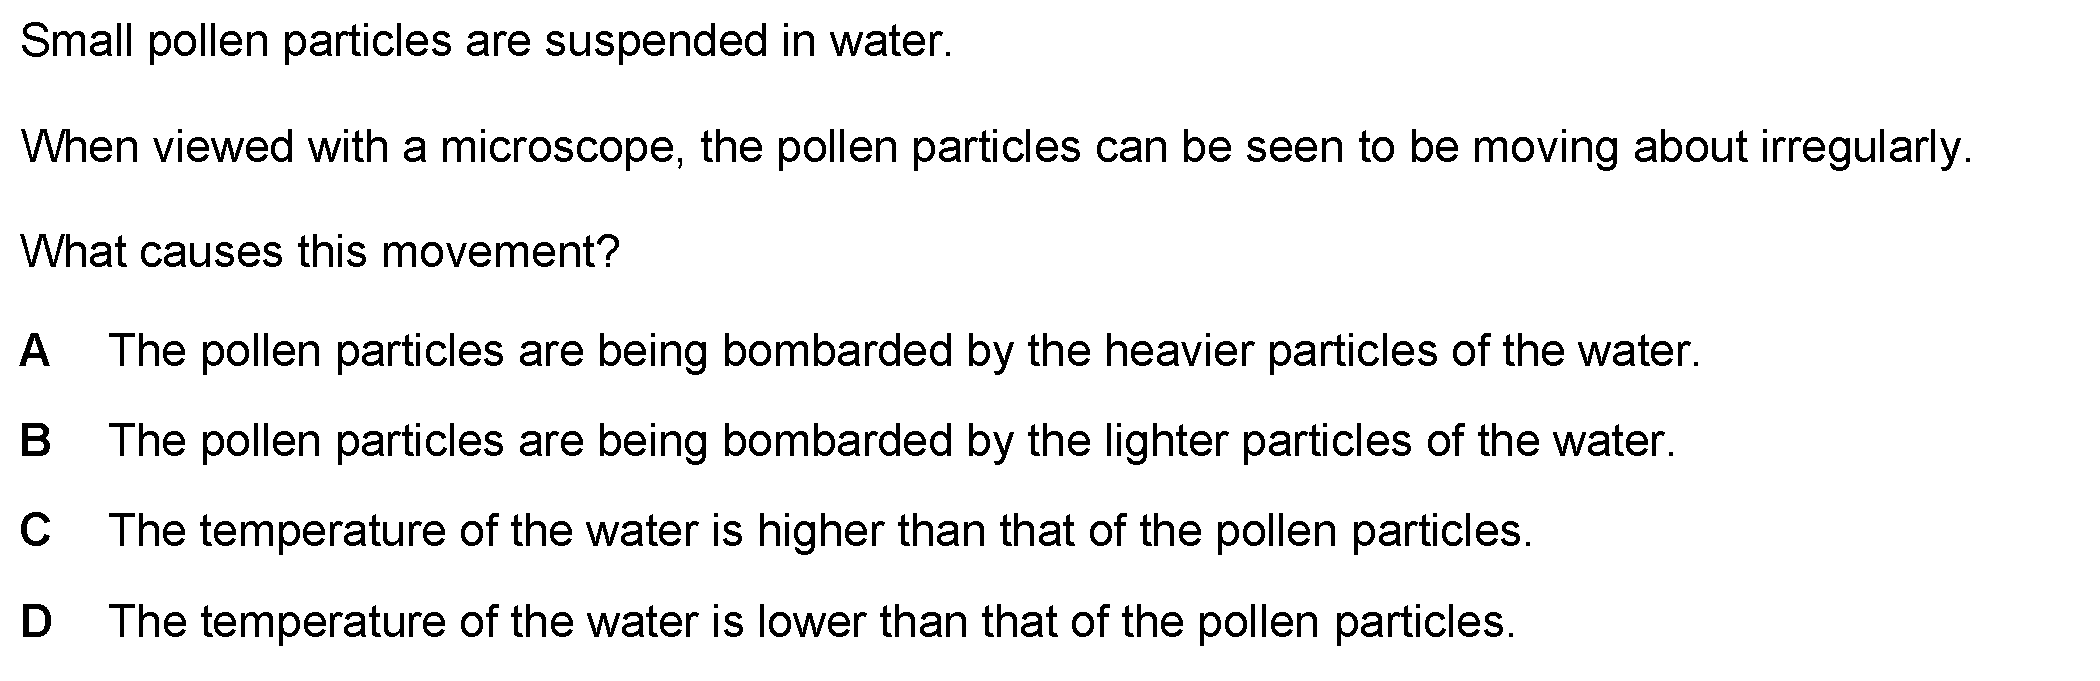 Small pollen particles are suspended in water.
When viewed with a microscope, the pollen particles can be seen to be moving about irregularly.
What causes this movement?
A The pollen particles are being bombarded by the heavier particles of the water.
B The pollen particles are being bombarded by the lighter particles of the water.
C The temperature of the water is higher than that of the pollen particles.
D The temperature of the water is lower than that of the pollen particles.